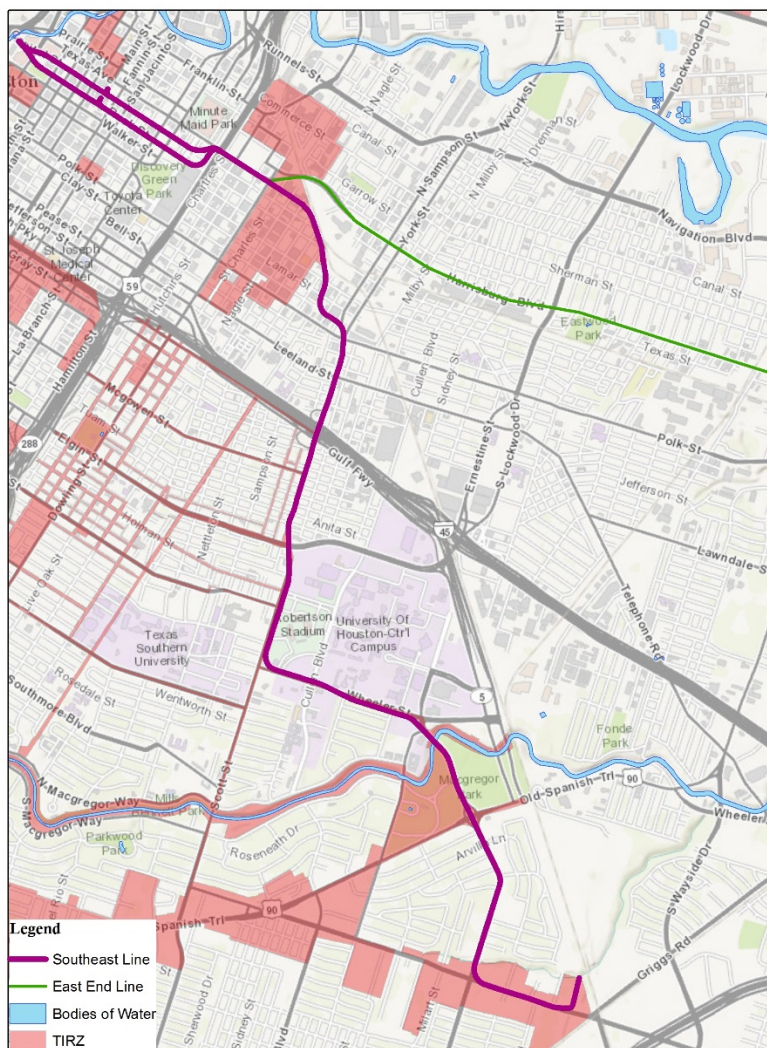 Prairie St
Texas-Ave
Main-St
Fannin-St
San-Jacinto-St
Franklin-St
Runnels-St
N Nagle St
N-York-St
Lockwood-Dr
Minute
Maid Park
Commerce St
Canal-St
N-Sampson-St
N-Milby-St
N-Drennan-St
Walker-St
Polk-St
Clay-St
Discovery
Green
Park
Toyota
Center
Chartres St
Garrow St
York-St
Navigation Blvd
Pease-St
Bell-St
St Joseph
Medical
Center
59
Hutchins St
St Charles St
Nagle-St
Lamar-St
Milby St
Harrisburg-Blvd
Sherman-St
Canal-St
Eastwood
Park
Texas-St
Gray-St
La-Branch-St
Hamilton St
Leeland-St
Cullen-Blvd
Sidney St
Polk-St
Mcgowen-St
Tuam-St
Elgin-St
288
Dowling-St
Sampson St
Gulf Fwy
Ernestine-St
S-Lockwood-Dr
Jefferson-St
Holman-St
Nettleton-St
Anita St
45
Lawndale-S
Live Oak St
Robertson
Stadium
University Of
Houston-Ctr'l
Campus
Telephone-Rd
Texas
Southern
University
Cullen-Blvd
Rosedale-St
Southmore-Blvd
Wentworth St
Wheeler-St
5
Fonde
Park
Scott-St
N-Macgregor-Way
S-Macgregor-Way
Macgregor
Park
Old-Spanish-Trl
90
Wheeler
Parkwood
Park
Roseneath Dr
Arville Ln
S-Wayside-Dr
90
Spanish-Trl
Griggs-Rd
Sherwood-Dr
Sidney St
Blvd
Milart St
Legend
Southeast Line
East End Line
Bodies of Water
TIRZ